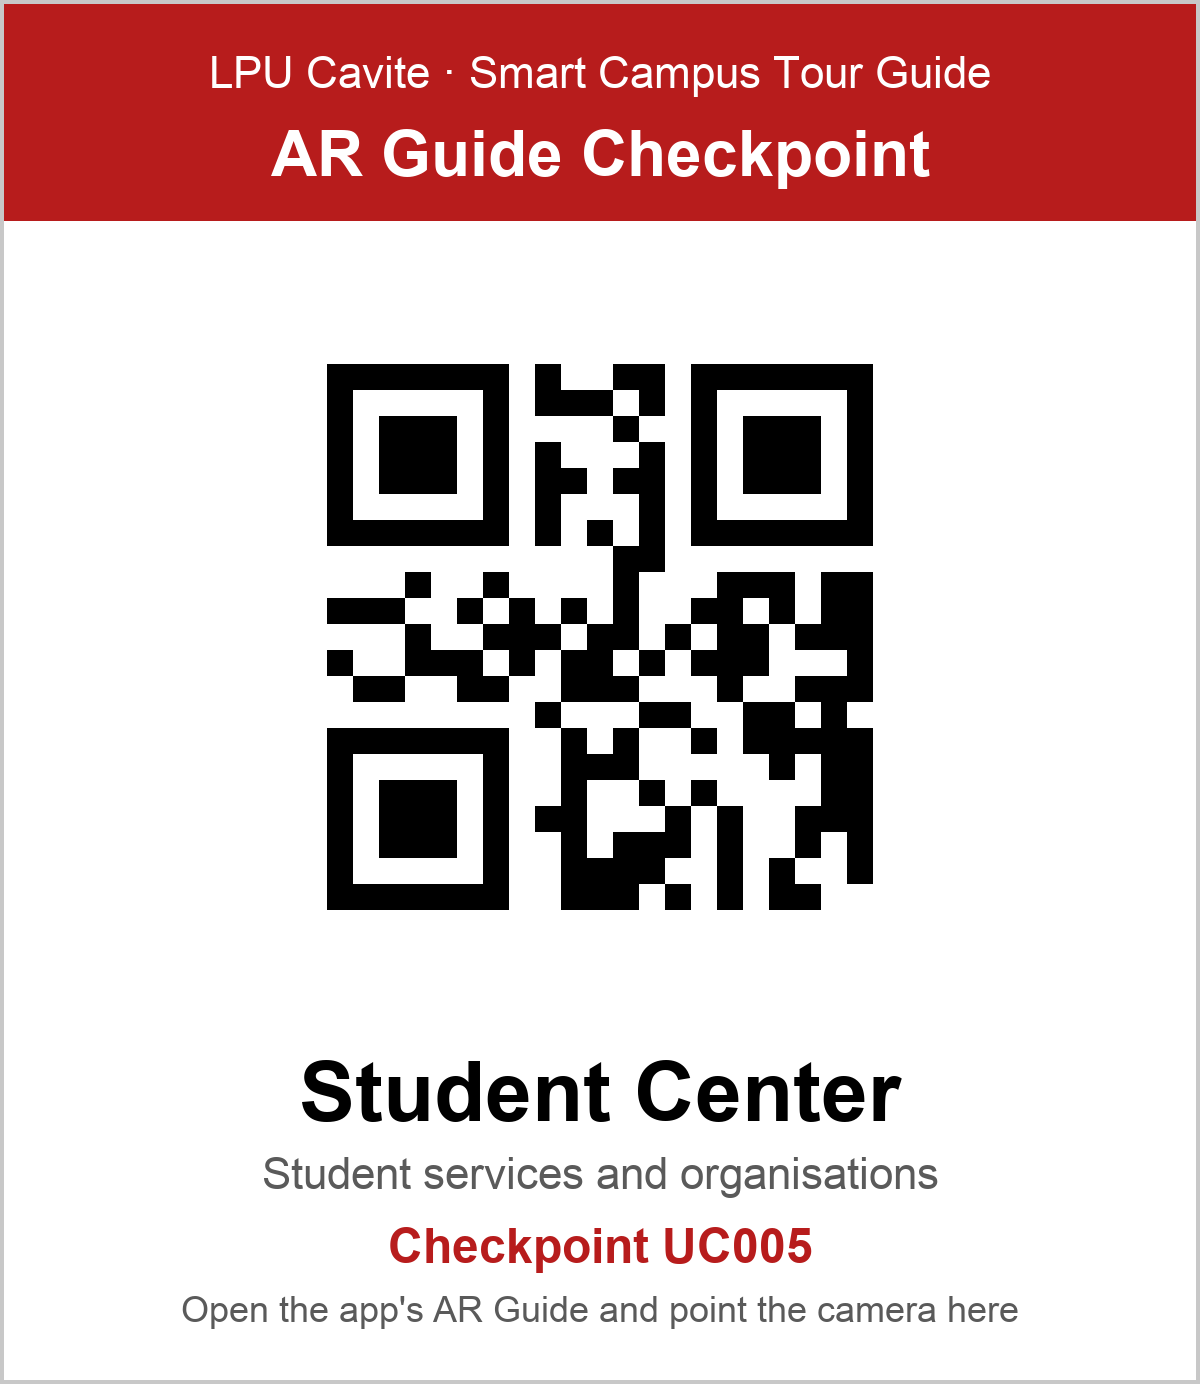 LPU Cavite · Smart Campus Tour Guide
AR Guide Checkpoint
Student Center
Student services and organisations
Checkpoint UC005
Open the app's AR Guide and point the camera here